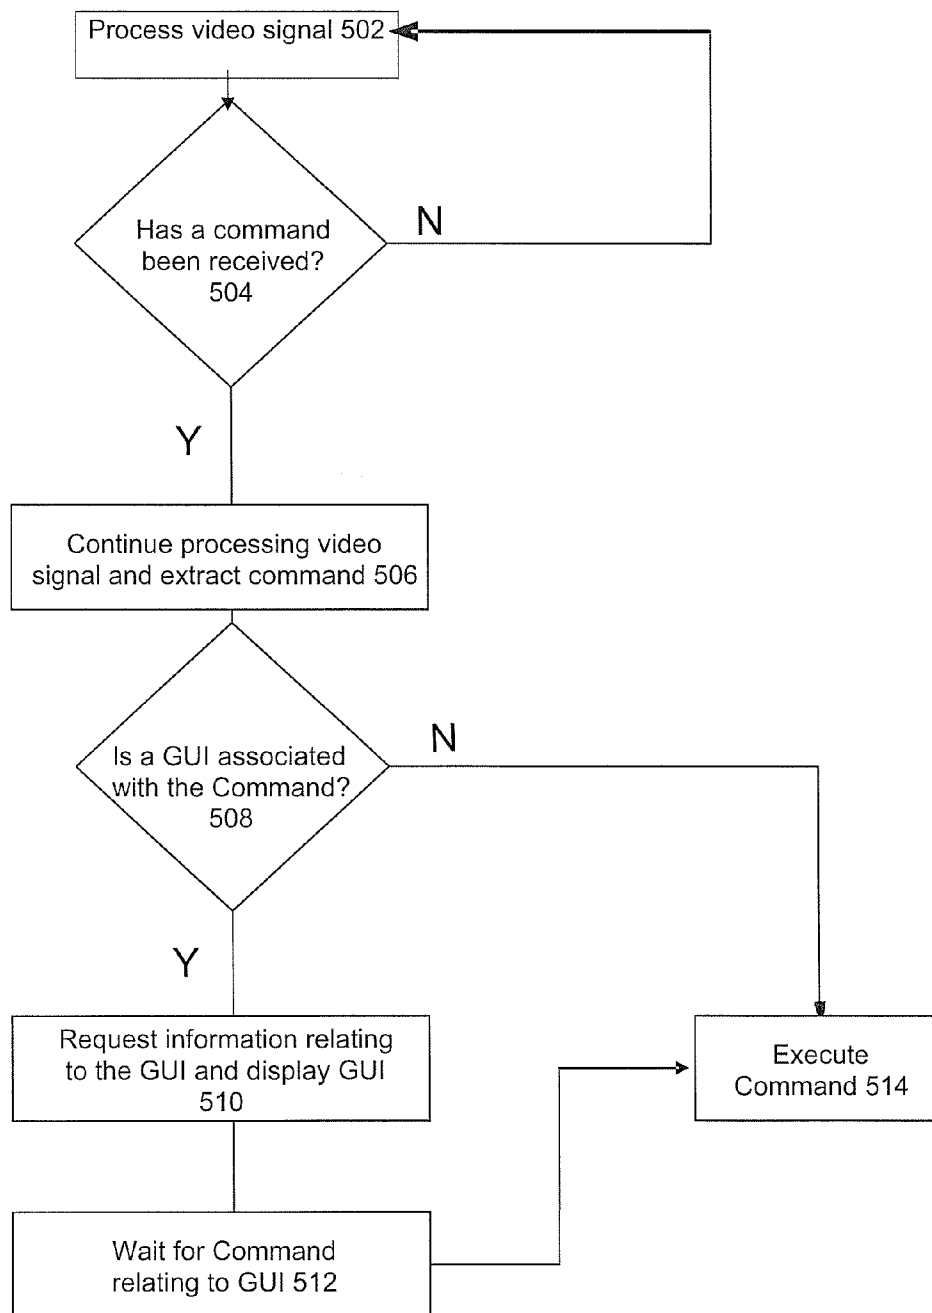 Process video signal 502
Has a command
been received?
504
N
Y
Continue processing video
signal and extract command 506
Is a GUI associated
with the Command?
508
N
Y
Request information relating
to the GUI and display GUI
510
Execute
Command 514
Wait for Command
relating to GUI 512